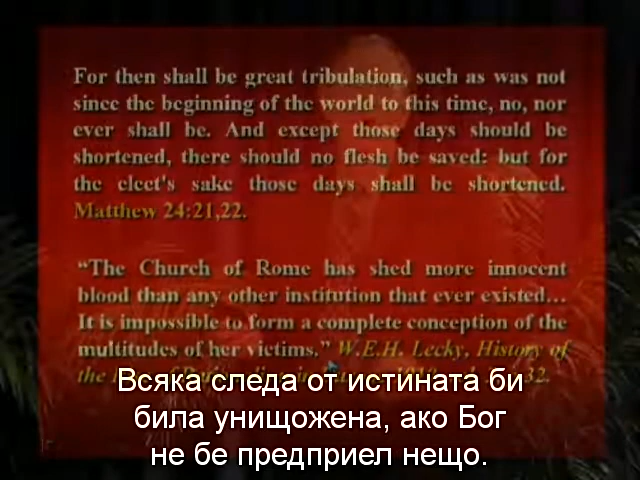 For then shall be great tribulation, such as was not
since the beginning of the world to this time, no, nor
ever shall be. And except those days should be
shortened, there should no flesh be saved: but for
the elect's sake those days shall be shortened.
Matthew 24:21,22.
“The Church of Rome has shed more innocent
blood than any other institution that ever existed...
It is impossible to form a complete conception of the
multitudes of her victims.” W.E.H. Lecky, History of
the
Всяка следа от истината би
била унищожена, ако Бог
не бе предприел нещо.